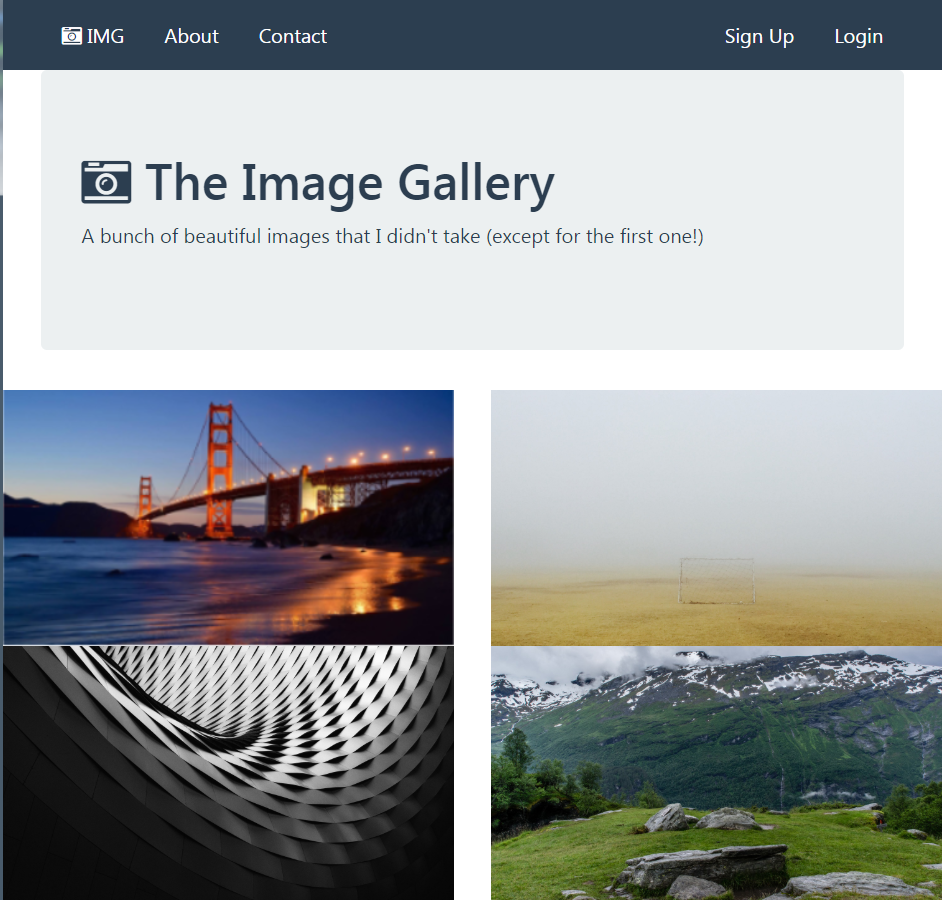 IMG About Contact Sign Up Login
The Image Gallery
A bunch of beautiful images that I didn't take (except for the first one!)